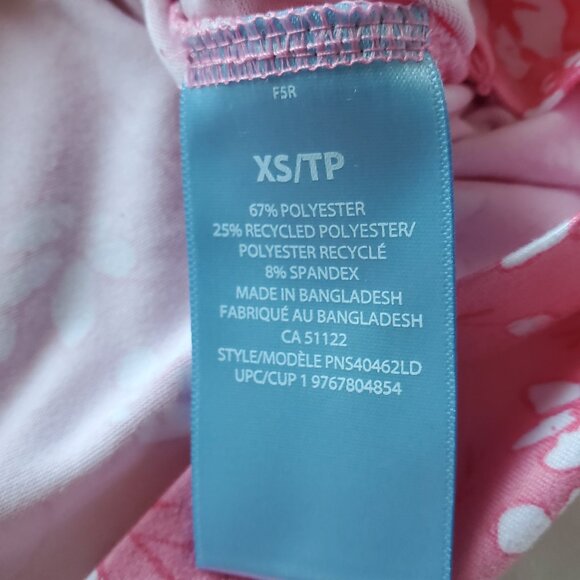 F5R
XS/TP
67% POLYESTER
25% RECYCLED POLYESTER/
POLYESTER RECYCLÉ
8% SPANDEX
MADE IN BANGLADESH
FABRIQUÉ AU BANGLADESH
CA 51122
STYLE/MODÈLE PNS40462LD
UPC/CUP 1 9767804854